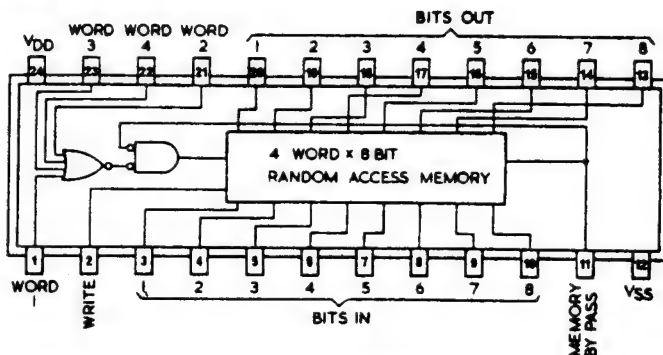 BITS OUT
WORD WORD WORD
VDD 3 4 2 1 2 3 4 5 6 7 8
24 23 22 21 20 19 18 17 16 15 14 13
4 WORD × 8 BIT
RANDOM ACCESS MEMORY
1 2 3 4 5 6 7 8 9 10 11 12
WORD
1
WRITE
1 2 3 4 5 6 7 8
BITS IN
MEMORY
BY PASS
VSS